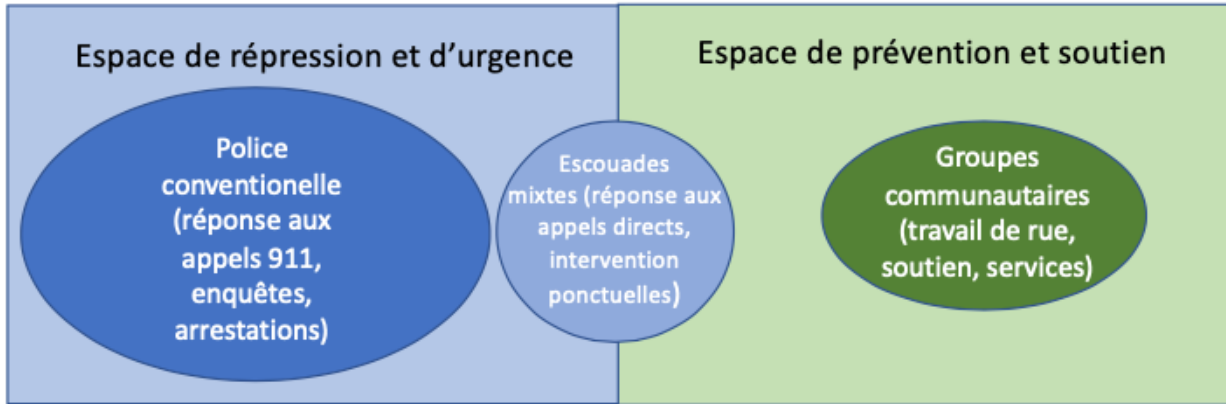 Espace de répression et d’urgence
Espace de prévention et soutien
Police
conventionelle
(réponse aux
appels 911,
enquêtes,
arrestations)
Escouades
mixtes (réponse aux
appels directs,
intervention
ponctuelles)
Groupes
communautaires
(travail de rue,
soutien, services)